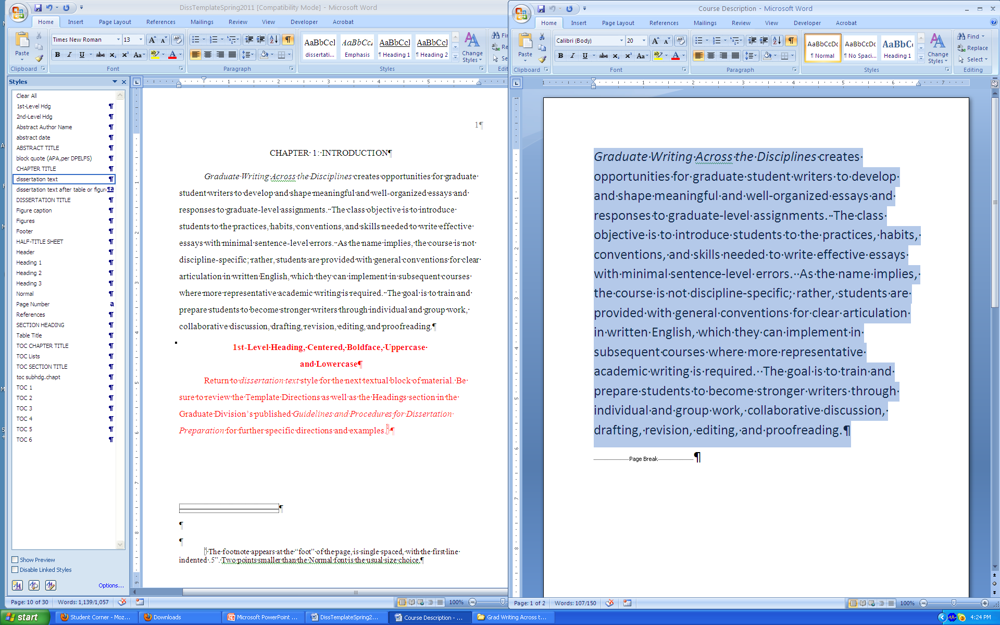 DissTemplateSpring2011 [Compatibility Mode] - Microsoft Word
Home Insert Page Layout References Mailings Review View Developer Acrobat
Times New Roman 13
Paste
AaBbCcI AaBbCcI AaBbCcI AaBbCcI
dissertati... Emphasis ¶ Heading 1 ¶ Heading 2
Change Styles
Clipboard Font Paragraph Styles
Styles
Clear All
1st-Level Hdg ¶
2nd-Level Hdg ¶
Abstract Author Name ¶
abstract date ¶
ABSTRACT TITLE ¶
block quote (APA,per DPELFS) ¶
CHAPTER TITLE ¶
dissertation text ¶
dissertation text after table or figur ¶a
DISSERTATION TITLE ¶
Figure caption ¶
Figures ¶
Footer ¶
HALF-TITLE SHEET ¶
Header ¶
Heading 1 ¶
Heading 2 ¶
Heading 3 ¶
Normal ¶
Page Number a
References ¶
SECTION HEADING ¶
Table Title ¶
TOC CHAPTER TITLE ¶
TOC Lists ¶
TOC SECTION TITLE ¶
toc subhdg.chapt ¶
TOC 1 ¶
TOC 2 ¶
TOC 3 ¶
TOC 4 ¶
TOC 5 ¶
TOC 6 ¶
Show Preview
Disable Linked Styles
Options...
1¶
CHAPTER 1: INTRODUCTION¶
Graduate Writing Across the Disciplines creates opportunities for graduate
student writers to develop and shape meaningful and well-organized essays and
responses to graduate-level assignments. The class objective is to introduce
students to the practices, habits, conventions, and skills needed to write effective
essays with minimal sentence-level errors. As the name implies, the course is not
discipline-specific; rather, students are provided with general conventions for clear
articulation in written English, which they can implement in subsequent courses
where more representative academic writing is required. The goal is to train and
prepare students to become stronger writers through individual and group work,
collaborative discussion, drafting, revision, editing, and proofreading.¶
1st-Level Heading, Centered, Boldface, Uppercase
and Lowercase¶
Return to dissertation text style for the next textual block of material. Be
sure to review the Template Directions as well as the Headings section in the
Graduate Division's published Guidelines and Procedures for Dissertation
Preparation for further specific directions and examples. ¶
¶
¶
¶
The footnote appears at the “foot” of the page, is single spaced, with the first line
indented .5”. Two points smaller than the Normal font is the usual size choice.¶
Page: 10 of 30 Words: 1,139/1,057 100%
Course Description - Microsoft Word
Home Insert Page Layout References Mailings Review View Developer Acrobat
Calibri (Body) 20
Paste
AaBbCcDc AaBbCcDc AaBbCc
¶ Normal ¶ No Spaci... Heading 1
Change Styles
Find
Replace
Select
Clipboard Font Paragraph Styles Editing
Graduate Writing Across the Disciplines creates
opportunities for graduate student writers to develop
and shape meaningful and well-organized essays and
responses to graduate-level assignments. The class
objective is to introduce students to the practices, habits,
conventions, and skills needed to write effective essays
with minimal sentence-level errors. As the name implies,
the course is not discipline-specific; rather, students are
provided with general conventions for clear articulation
in written English, which they can implement in
subsequent courses where more representative
academic writing is required. The goal is to train and
prepare students to become stronger writers through
individual and group work, collaborative discussion,
drafting, revision, editing, and proofreading.¶
Page Break ¶
Page: 1 of 2 Words: 107/150 100%
start Student Corner - Moz... Downloads Microsoft PowerPoint ... DissTemplateSpring2... Course Description - ... Grad Writing Across t... 4:24 PM